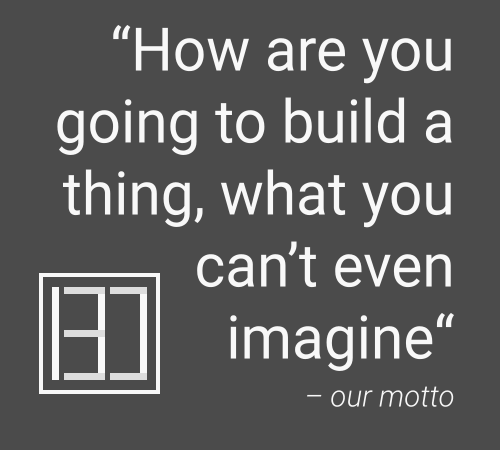 “How are you
going to build a
thing, what you
can’t even
imagine“
– our motto